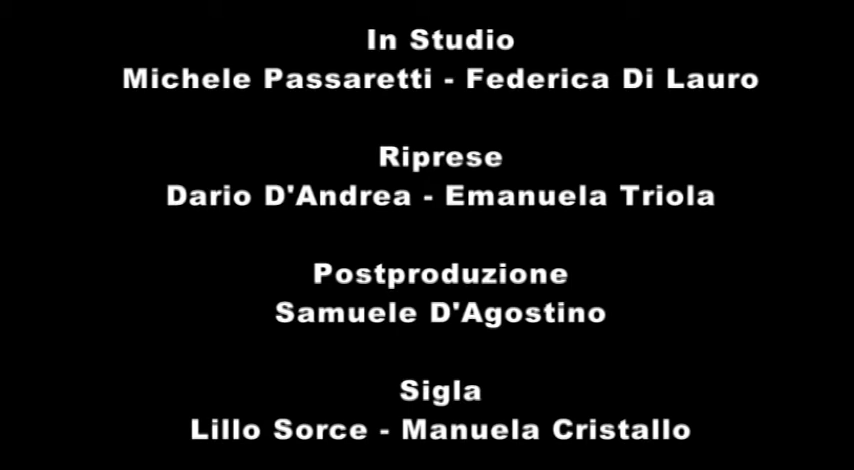 In Studio
Michele Passaretti - Federica Di Lauro
Riprese
Dario D'Andrea - Emanuela Triola
Postproduzione
Samuele D'Agostino
Sigla
Lillo Sorce - Manuela Cristallo